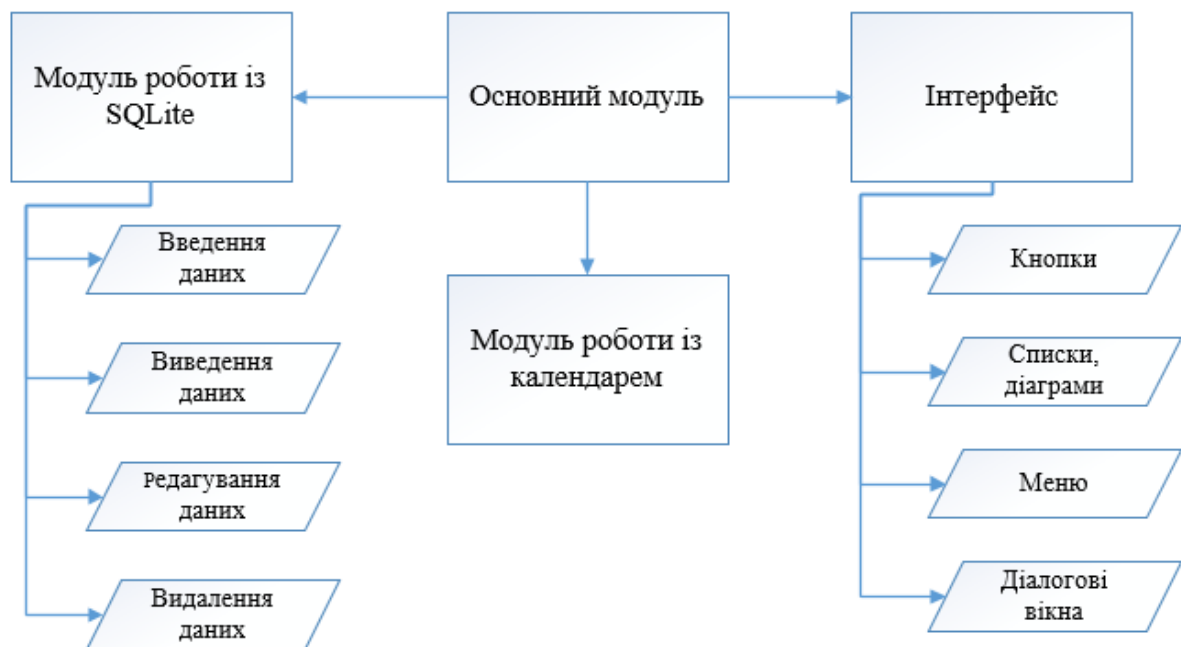 Модуль роботи із
SQLite
Основний модуль
Інтерфейс
Введення
даних
Виведення
даних
Редагування
даних
Видалення
даних
Модуль роботи із
календарем
Кнопки
Списки,
діаграми
Меню
Діалогові
вікна